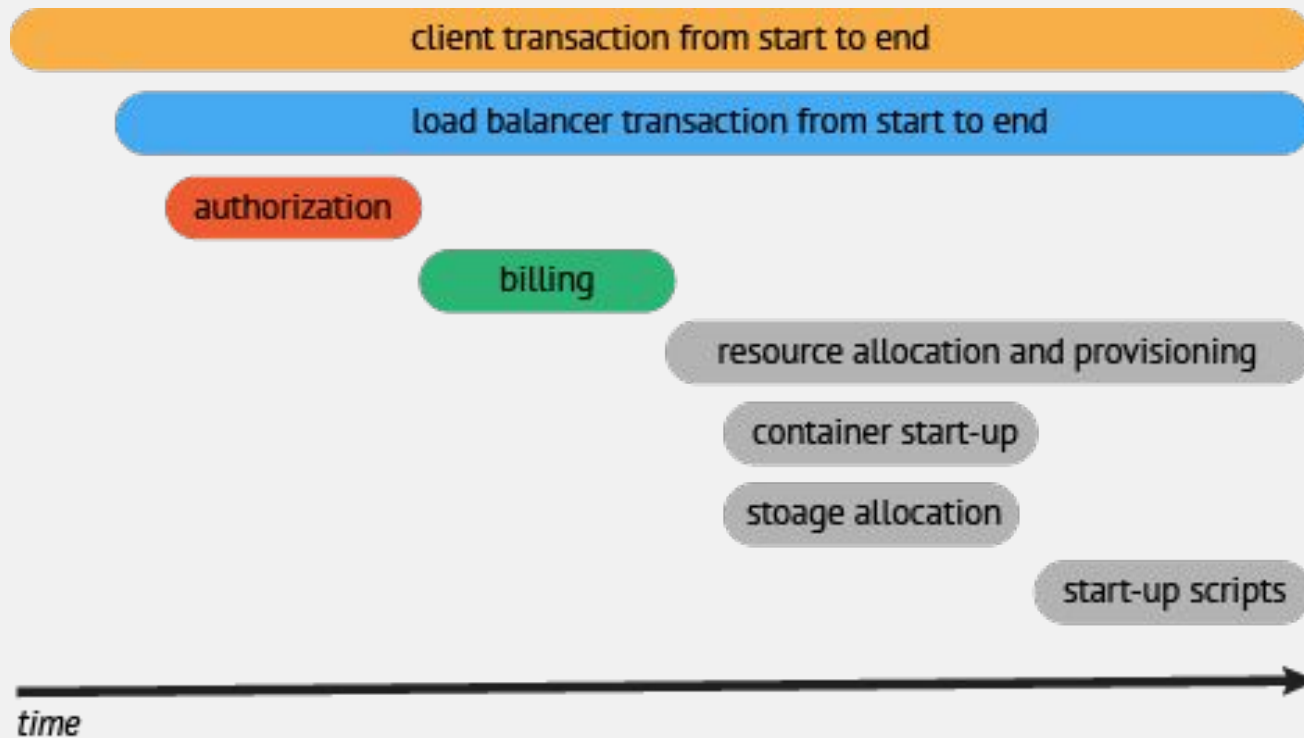 client transaction from start to end
load balancer transaction from start to end
authorization
billing
resource allocation and provisioning
container start-up
stoage allocation
start-up scripts
time